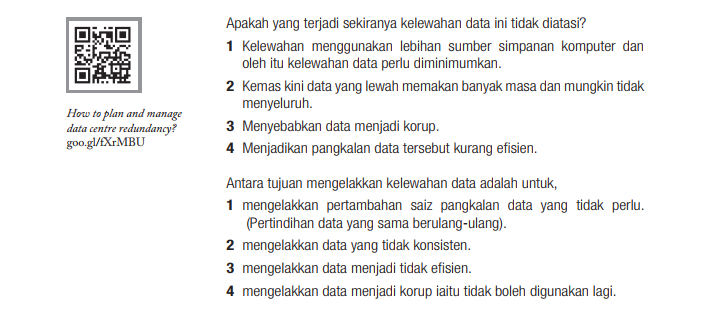 How to plan and manage
data centre redundancy?
goo.gl/fXrMBU
Apakah yang terjadi sekiranya kelewahan data ini tidak diatasi?
1 Kelewahan menggunakan lebihan sumber simpanan komputer dan
oleh itu kelewahan data perlu diminimumkan.
2 Kemas kini data yang lewah memakan banyak masa dan mungkin tidak
menyeluruh.
3 Menyebabkan data menjadi korup.
4 Menjadikan pangkalan data tersebut kurang efisien.
Antara tujuan mengelakkan kelewahan data adalah untuk,
1 mengelakkan pertambahan saiz pangkalan data yang tidak perlu.
(Pertindihan data yang sama berulang-ulang).
2 mengelakkan data yang tidak konsisten.
3 mengelakkan data menjadi tidak efisien.
4 mengelakkan data menjadi korup iaitu tidak boleh digunakan lagi.